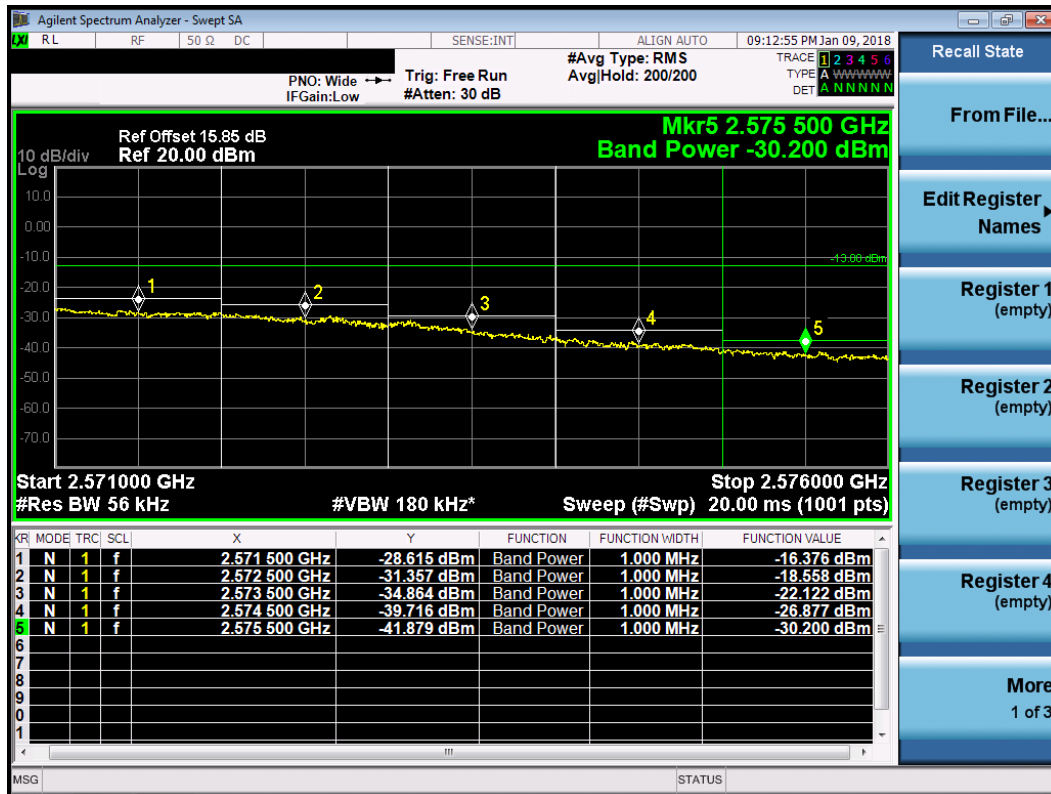 Agilent Spectrum Analyzer - Swept SA
LXI RL RF 50 Ω DC SENSE:INT ALIGN AUTO 09:12:55 PM Jan 09, 2018
PNO: Wide Trig: Free Run #Avg Type: RMS TRACE 1 2 3 4 5 6
IFGain:Low #Atten: 30 dB Avg|Hold: 200/200 TYPE A WWWWW
DET A N N N N N
Ref Offset 15.85 dB Mkr5 2.575 500 GHz
10 dB/div Ref 20.00 dBm Band Power -30.200 dBm
Log
10.0
0.00
-10.0
-13.00 dBm
-20.0
1
2
3
-30.0
4
5
-40.0
-50.0
-60.0
-70.0
Start 2.571000 GHz Stop 2.576000 GHz
#Res BW 56 kHz #VBW 180 kHz* Sweep (#Swp) 20.00 ms (1001 pts)
KR MODE TRC SCL X Y FUNCTION FUNCTION WIDTH FUNCTION VALUE
1 N 1 f 2.571 500 GHz -28.615 dBm Band Power 1.000 MHz -16.376 dBm
2 N 1 f 2.572 500 GHz -31.357 dBm Band Power 1.000 MHz -18.558 dBm
3 N 1 f 2.573 500 GHz -34.864 dBm Band Power 1.000 MHz -22.122 dBm
4 N 1 f 2.574 500 GHz -39.716 dBm Band Power 1.000 MHz -26.877 dBm
5 N 1 f 2.575 500 GHz -41.879 dBm Band Power 1.000 MHz -30.200 dBm
6
7
8
9
0
1
MSG STATUS
Recall State
From File...
Edit Register
Names
Register 1
(empty)
Register 2
(empty)
Register 3
(empty)
Register 4
(empty)
More
1 of 3